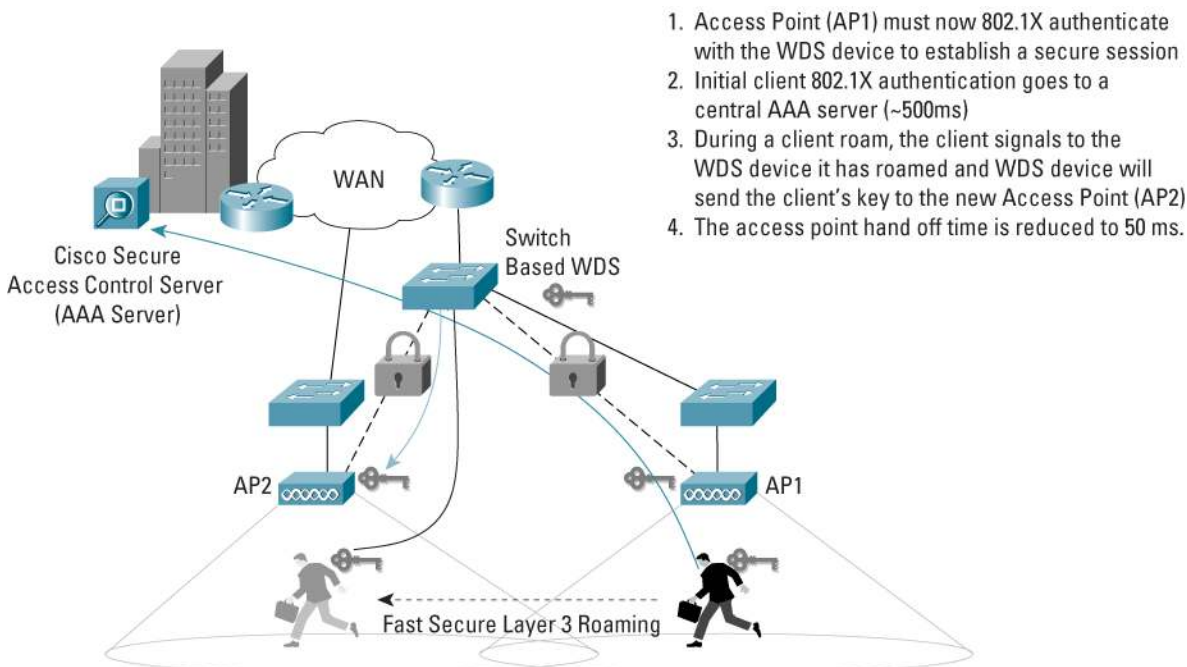 1. Access Point (AP1) must now 802.1X authenticate
with the WDS device to establish a secure session
2. Initial client 802.1X authentication goes to a
central AAA server (~500ms)
3. During a client roam, the client signals to the
WDS device it has roamed and WDS device will
send the client's key to the new Access Point (AP2)
4. The access point hand off time is reduced to 50 ms.
WAN
Cisco Secure
Access Control Server
(AAA Server)
Switch
Based WDS
AP2
AP1
Fast Secure Layer 3 Roaming